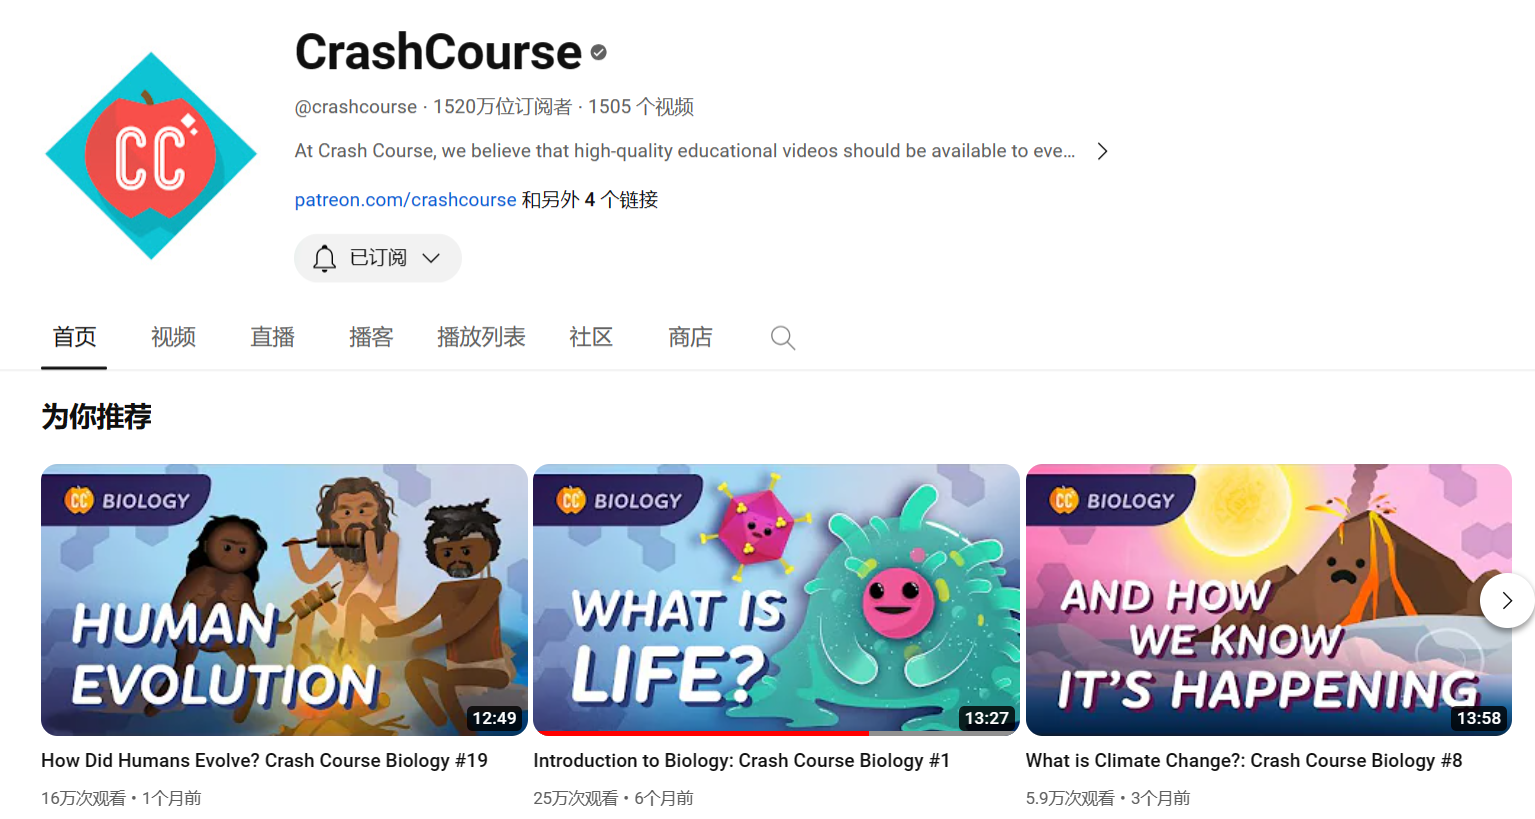 CC
CrashCourse
@crashcourse · 1520万位订阅者 · 1505 个视频
At Crash Course, we believe that high-quality educational videos should be available to eve...
patreon.com/crashcourse 和另外 4 个链接
已订阅
首页 视频 直播 播客 播放列表 社区 商店
为你推荐
CC BIOLOGY
HUMAN
EVOLUTION
12:49
CC BIOLOGY
WHAT IS
LIFE?
13:27
CC BIOLOGY
AND HOW
WE KNOW
IT'S HAPPENING
13:58
How Did Humans Evolve? Crash Course Biology #19
16万次观看 • 1个月前
Introduction to Biology: Crash Course Biology #1
25万次观看 • 6个月前
What is Climate Change?: Crash Course Biology #8
5.9万次观看 • 3个月前